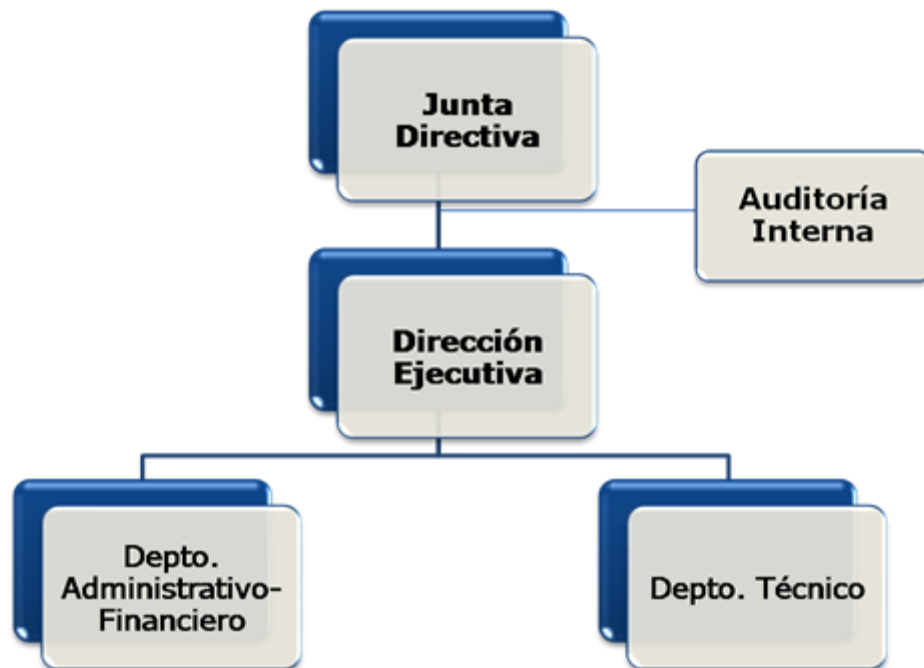 Junta
Directiva
Auditoría
Interna
Dirección
Ejecutiva
Depto.
Administrativo-
Financiero
Depto. Técnico